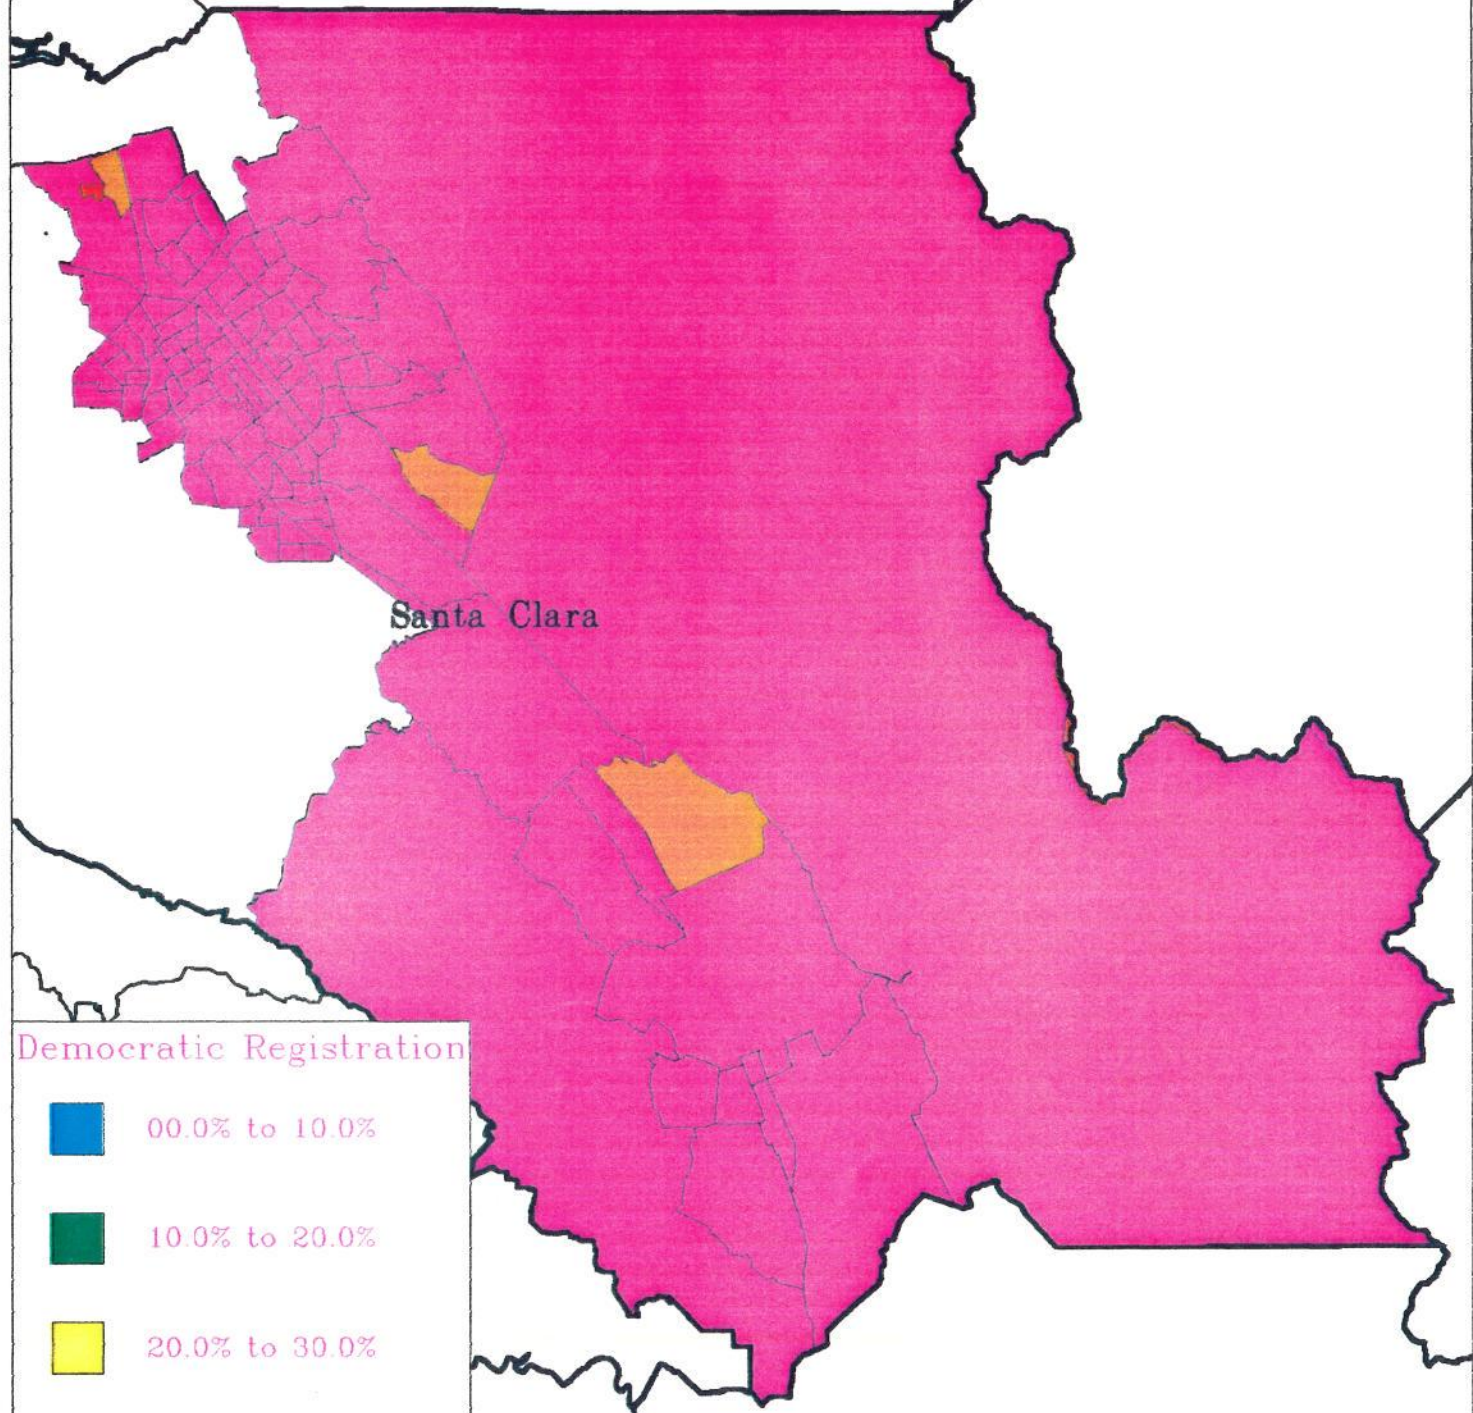 Santa Clara
Democratic Registration
00.0% to 10.0%
10.0% to 20.0%
20.0% to 30.0%